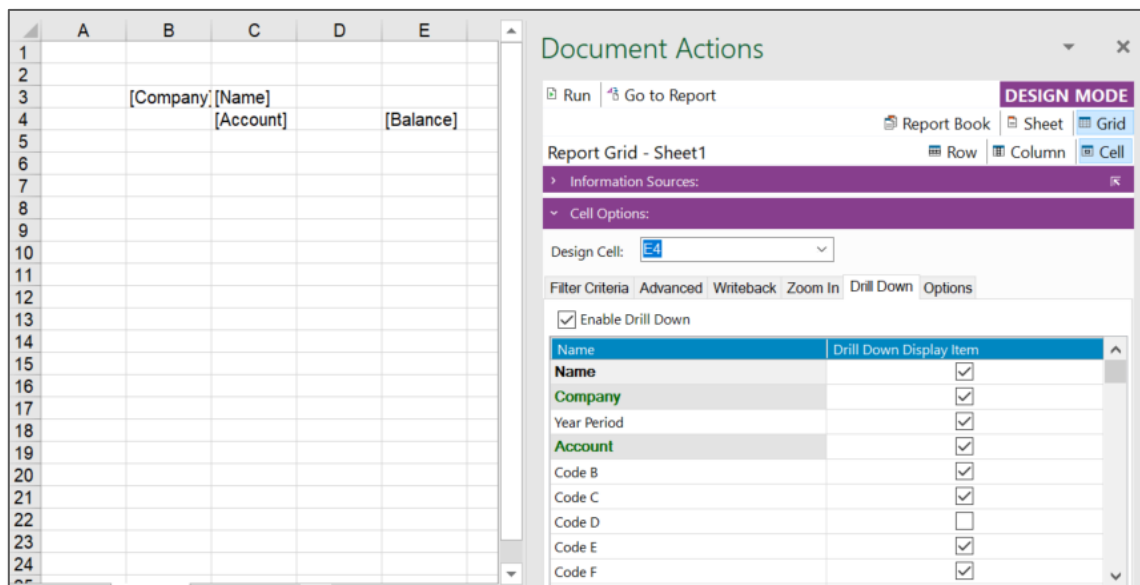 A B C D E
1
2
3 [Company] [Name]
4 [Account] [Balance]
5
6
7
8
9
10
11
12
13
14
15
16
17
18
19
20
21
22
23
24
Document Actions
Run Go to Report DESIGN MODE
Report Book Sheet Grid
Report Grid - Sheet1 Row Column Cell
Information Sources:
Cell Options:
Design Cell: E4
Filter Criteria Advanced Writeback Zoom In Drill Down Options
Enable Drill Down
Name Drill Down Display Item
Name
Company
Year Period
Account
Code B
Code C
Code D
Code E
Code F